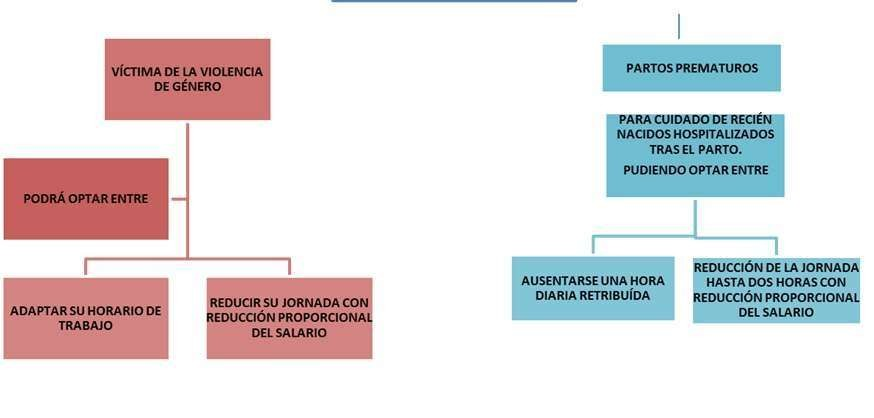 VÍCTIMA DE LA VIOLENCIA
DE GÉNERO
PODRÁ OPTAR ENTRE
ADAPTAR SU HORARIO DE
TRABAJO
REDUCIR SU JORNADA CON
REDUCCIÓN PROPORCIONAL
DEL SALARIO
PARTOS PREMATUROS
PARA CUIDADO DE RECIÉN
NACIDOS HOSPITALIZADOS
TRAS EL PARTO.
PUDIENDO OPTAR ENTRE
AUSENTARSE UNA HORA
DIARIA RETRIBUÍDA
REDUCCIÓN DE LA JORNADA
HASTA DOS HORAS CON
REDUCCIÓN PROPORCIONAL
DEL SALARIO